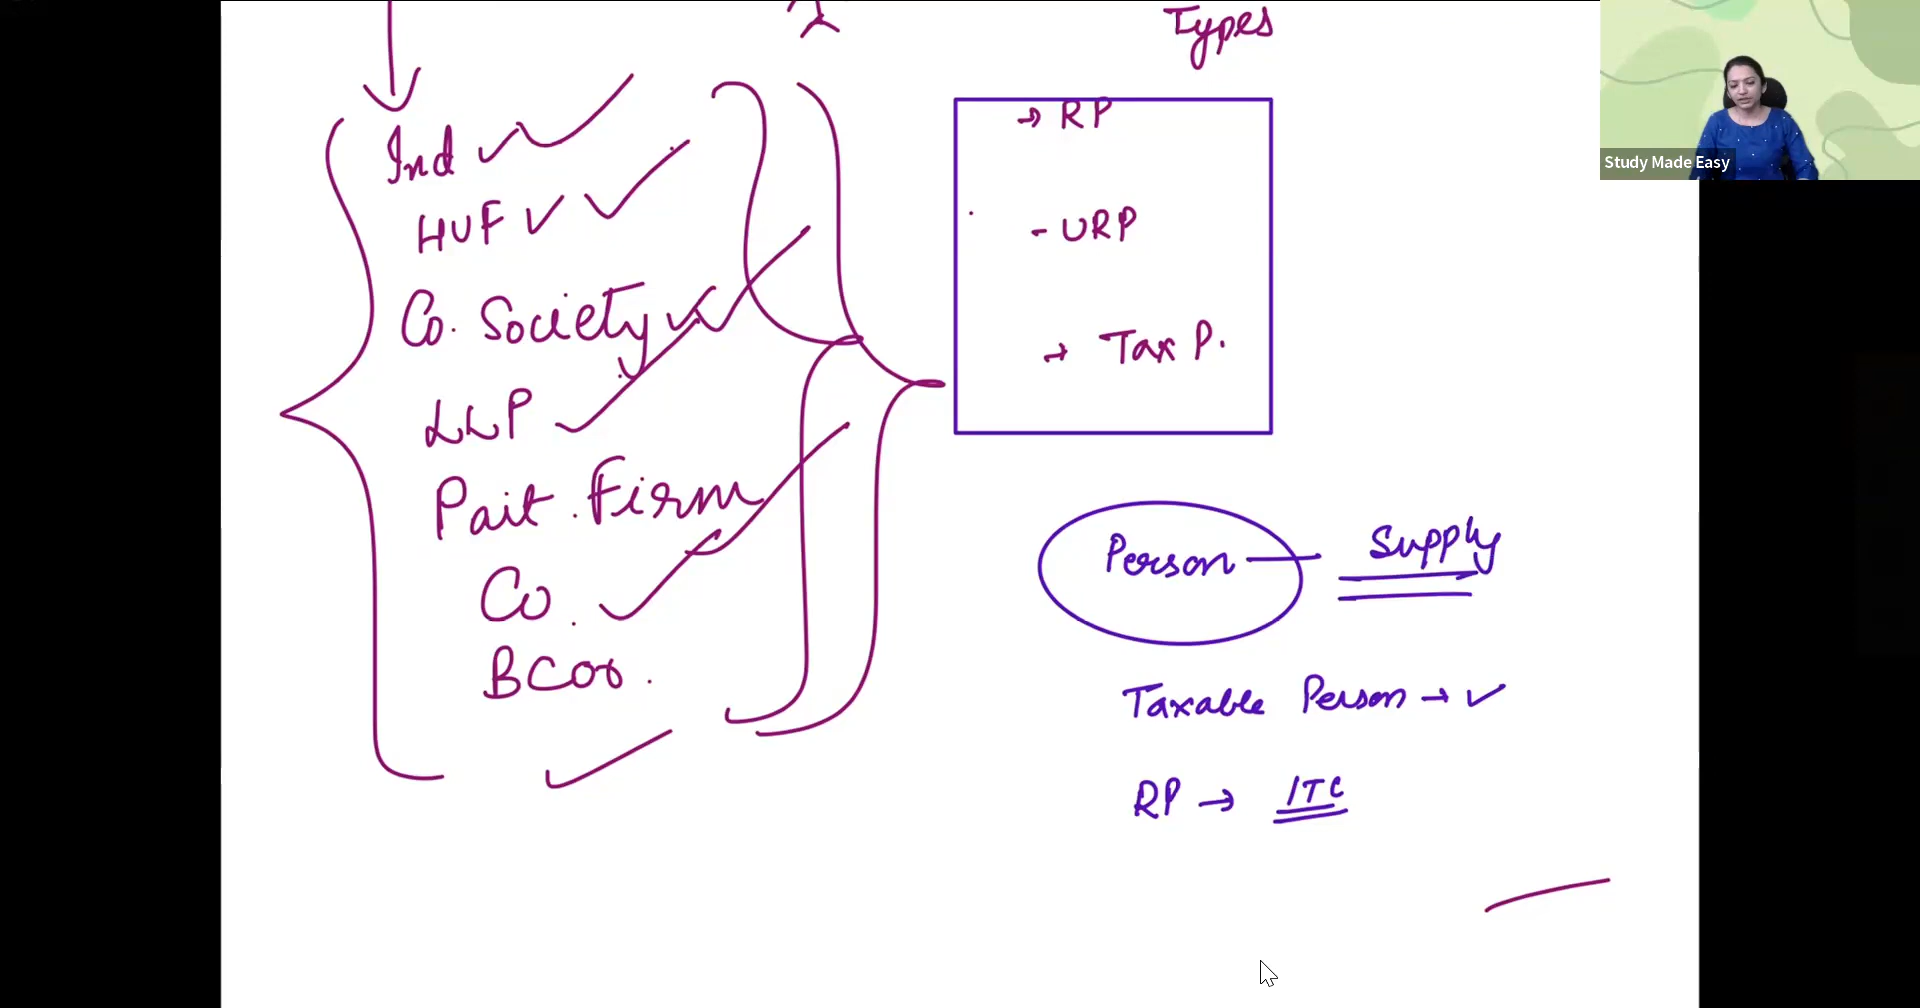 Types
Ind
HUF
Co. Society
LLP
Part. Firm
Co.
BCor.
→ RP
- URP
→ Tax P.
Person — Supply
Taxable Person → ✓
RP → ITC
Study Made Easy